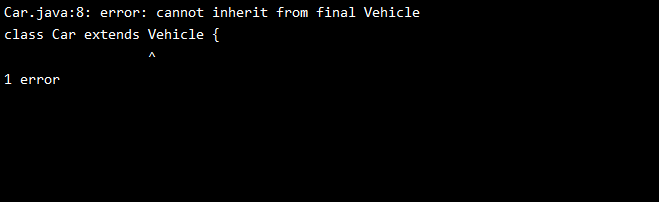 Car.java:8: error: cannot inherit from final Vehicle
class Car extends Vehicle {
^
1 error